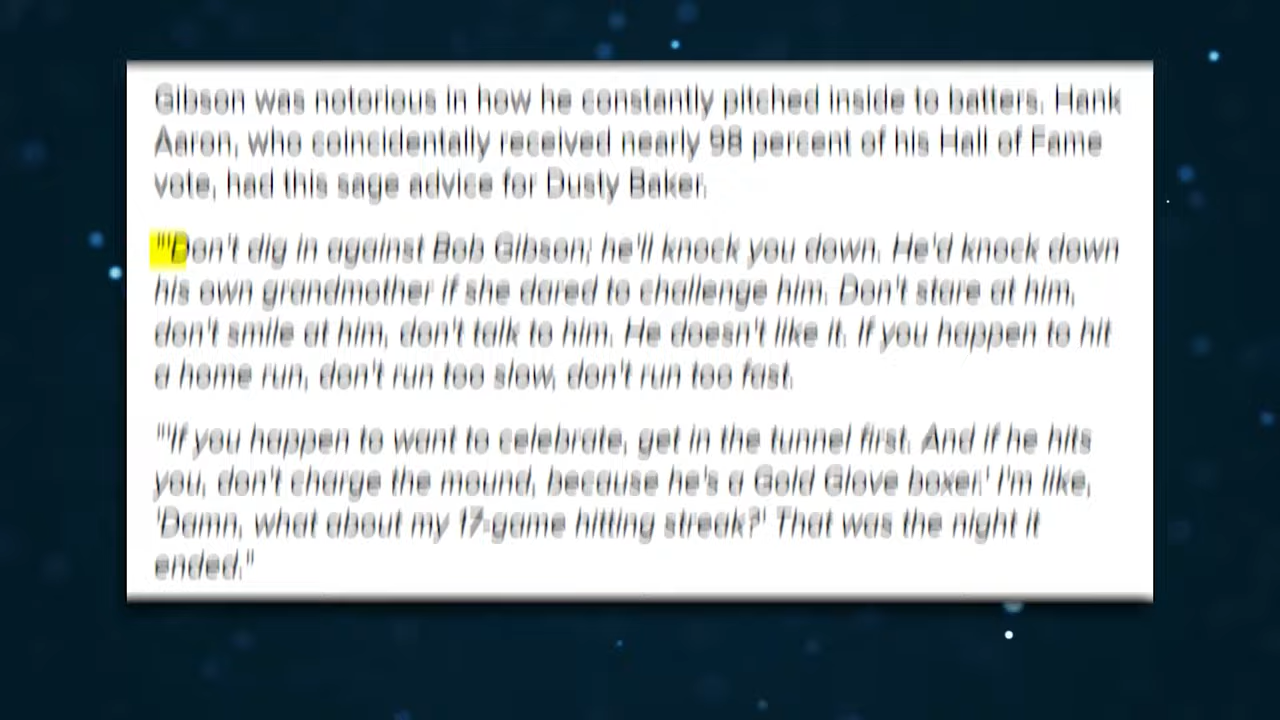 Gibson was notorious in how he constantly pitched inside to batters. Hank
Aaron, who coincidentally received nearly 98 percent of his Hall of Fame
vote, had this sage advice for Dusty Baker.
"'Don't dig in against Bob Gibson; he'll knock you down. He'd knock down
his own grandmother if she dared to challenge him. Don't stare at him,
don't smile at him, don't talk to him. He doesn't like it. If you happen to hit
a home run, don't run too slow, don't run too fast.
"'If you happen to want to celebrate, get in the tunnel first. And if he hits
you, don't charge the mound, because he's a Gold Glove boxer.' I'm like,
'Damn, what about my 17-game hitting streak?' That was the night it
ended."